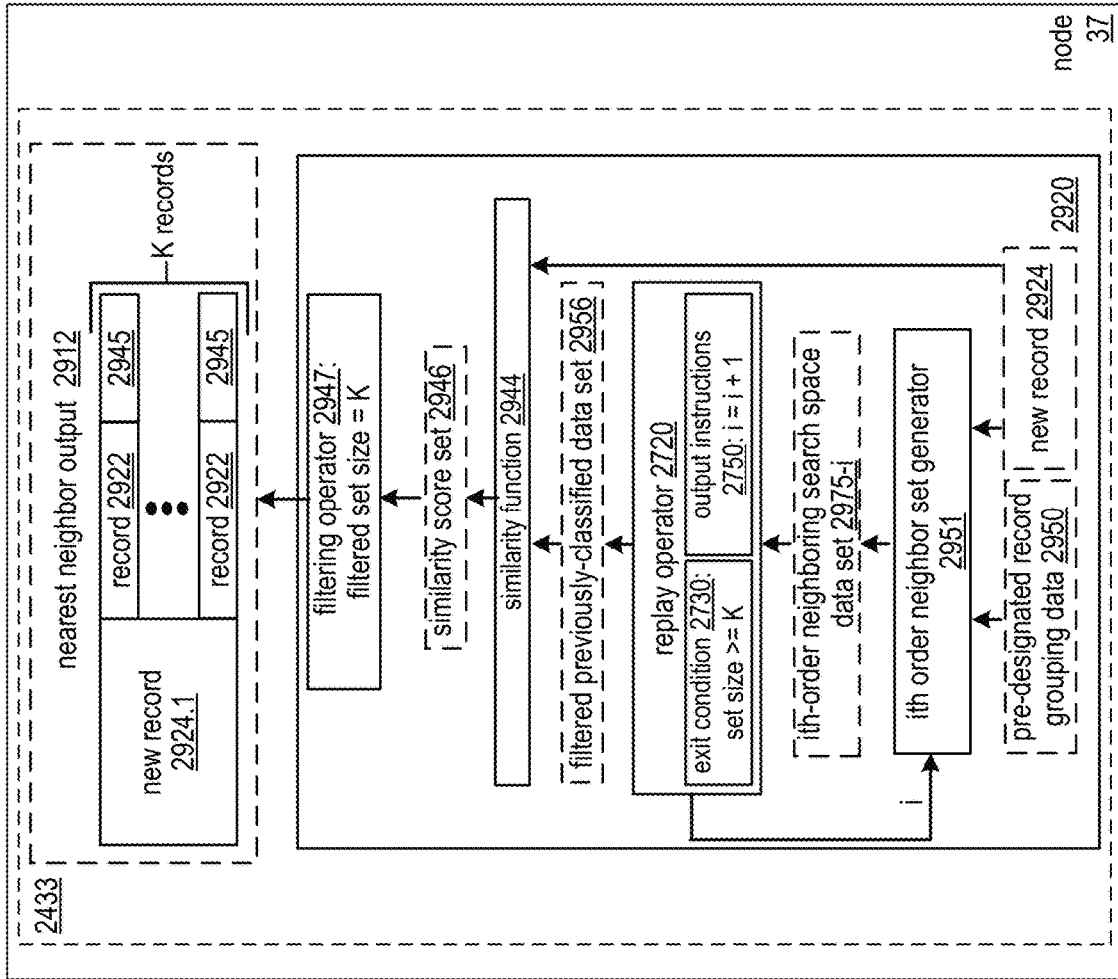 node
37
2433
nearest neighbor output 2912
new record
2924.1
record 2922
2945
record 2922
2945
K records
filtering operator 2947:
filtered set size = K
similarity score set 2946
similarity function 2944
filtered previously-classified data set 2956
replay operator 2720
exit condition 2730:
set size >= K
output instructions
2750: i = i + 1
ith-order neighboring search space
data set 2975-i
i
ith order neighbor set generator
2951
pre-designated record
grouping data 2950
new record 2924
2920